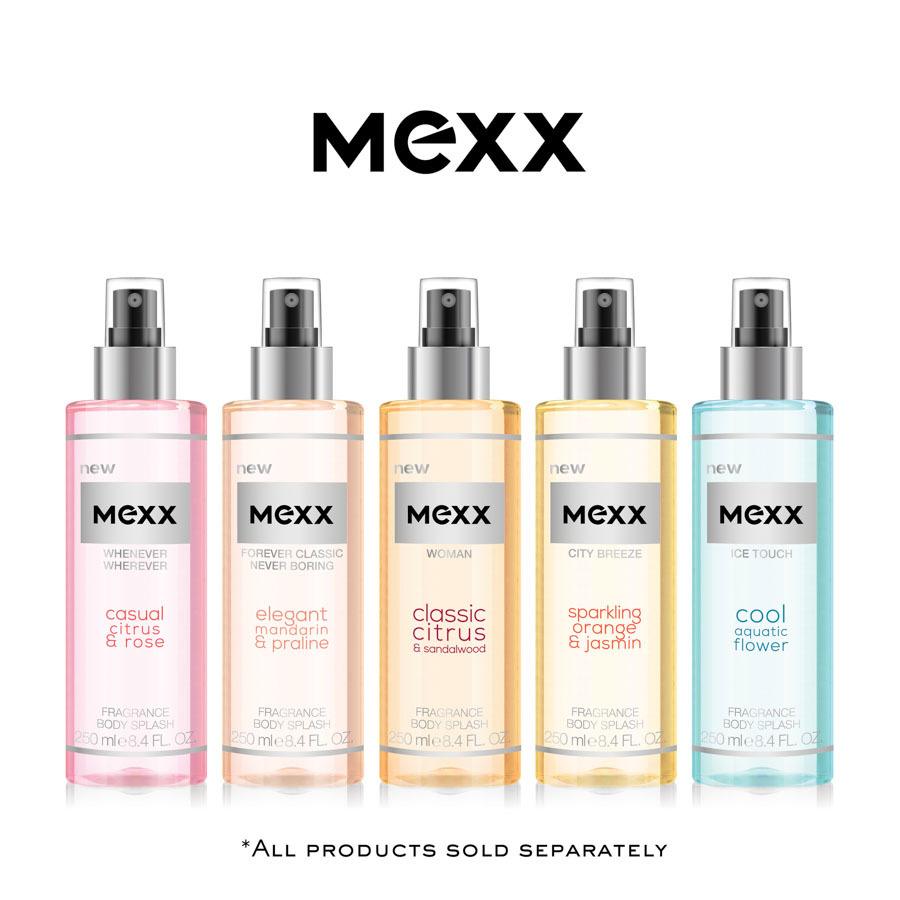 mexx
new
mexx
WHENEVER
WHEREVER
casual
citrus
& rose
FRAGRANCE
BODY SPLASH
250 ml e 8.4 FL. OZ.
new
mexx
FOREVER CLASSIC
NEVER BORING
elegant
mandarin
& praline
FRAGRANCE
BODY SPLASH
250 ml e 8.4 FL. OZ.
new
mexx
WOMAN
classic
citrus
& sandalwood
FRAGRANCE
BODY SPLASH
250 ml e 8.4 FL. OZ.
new
mexx
CITY BREEZE
sparkling
orange
& jasmin
FRAGRANCE
BODY SPLASH
250 ml e 8.4 FL. OZ.
new
mexx
ICE TOUCH
cool
aquatic
flower
FRAGRANCE
BODY SPLASH
250 ml e 8.4 FL. OZ.
*ALL PRODUCTS SOLD SEPARATELY